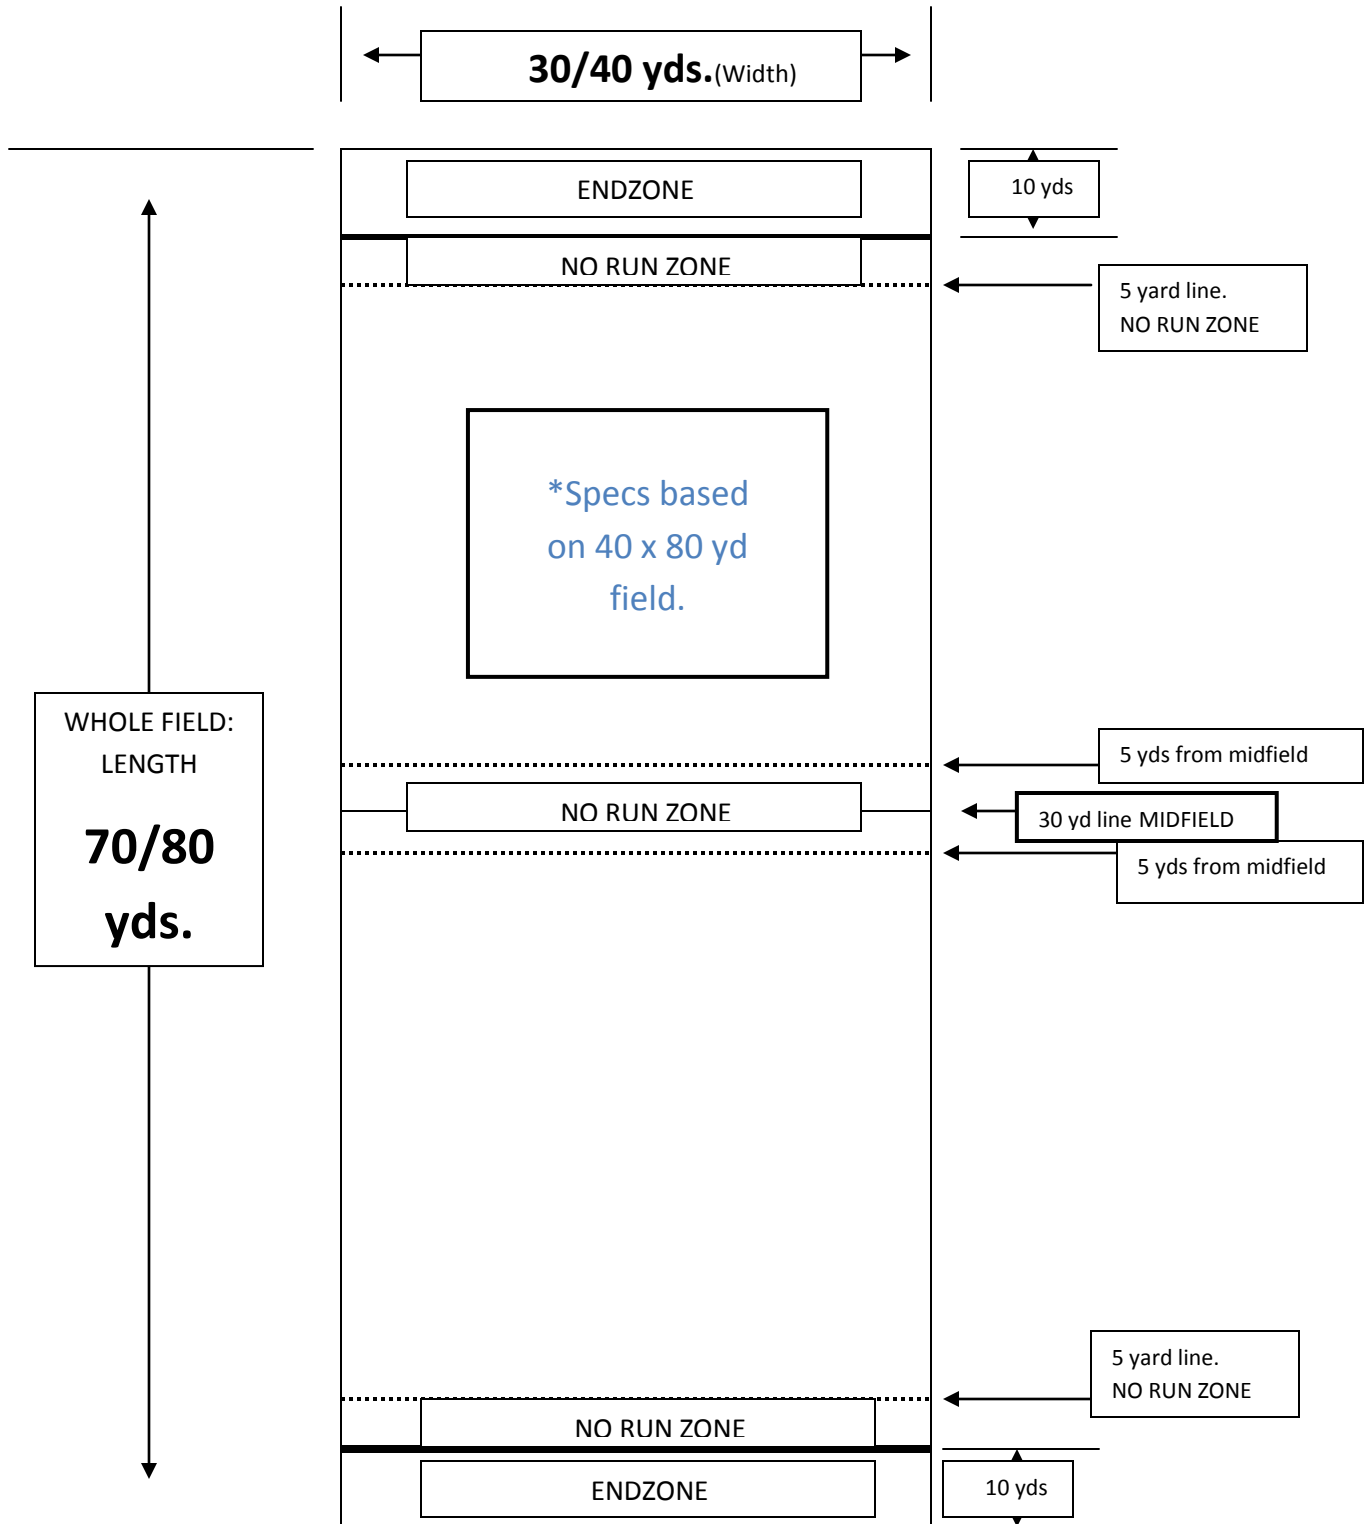 30/40 yds.(Width)
ENDZONE
10 yds
NO RUN ZONE
5 yard line.
NO RUN ZONE
*Specs based
on 40 x 80 yd
field.
WHOLE FIELD:
LENGTH
70/80
yds.
5 yds from midfield
NO RUN ZONE
30 yd line MIDFIELD
5 yds from midfield
5 yard line.
NO RUN ZONE
NO RUN ZONE
ENDZONE
10 yds